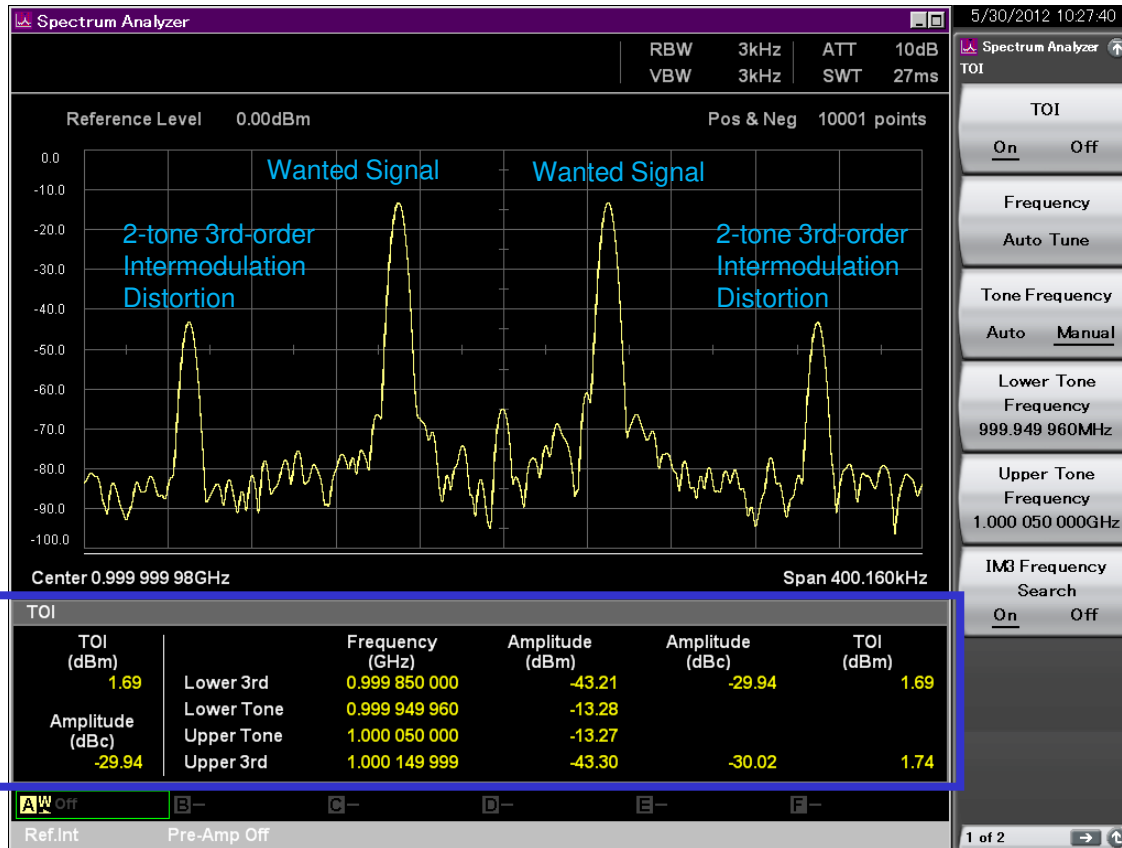 Spectrum Analyzer
5/30/2012 10:27:40
RBW 3kHz ATT 10dB
VBW 3kHz SWT 27ms
Reference Level 0.00dBm Pos & Neg 10001 points
0.0
-10.0
-20.0
-30.0
-40.0
-50.0
-60.0
-70.0
-80.0
-90.0
-100.0
Wanted Signal
Wanted Signal
2-tone 3rd-order
Intermodulation
Distortion
2-tone 3rd-order
Intermodulation
Distortion
Center 0.999 999 98GHz Span 400.160kHz
TOI
TOI
(dBm)
1.69
Amplitude
(dBc)
-29.94
Frequency Amplitude Amplitude TOI
(GHz) (dBm) (dBc) (dBm)
Lower 3rd 0.999 850 000 -43.21 -29.94 1.69
Lower Tone 0.999 949 960 -13.28
Upper Tone 1.000 050 000 -13.27
Upper 3rd 1.000 149 999 -43.30 -30.02 1.74
A W Off B- C- D- E- F-
Ref.Int Pre-Amp Off
Spectrum Analyzer
TOI
TOI
On Off
Frequency
Auto Tune
Tone Frequency
Auto Manual
Lower Tone
Frequency
999.949 960MHz
Upper Tone
Frequency
1.000 050 000GHz
IM3 Frequency
Search
On Off
1 of 2